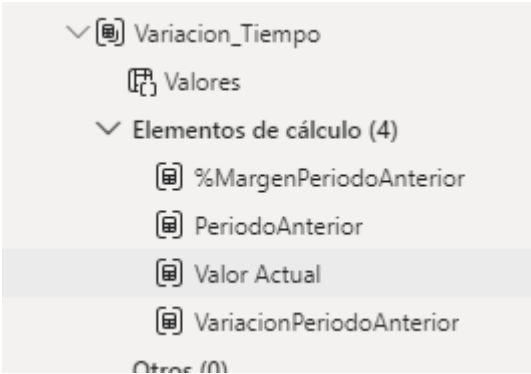 Variacion_Tiempo
Valores
Elementos de cálculo (4)
%MargenPeriodoAnterior
PeriodoAnterior
Valor Actual
VariacionPeriodoAnterior
Otros (0)